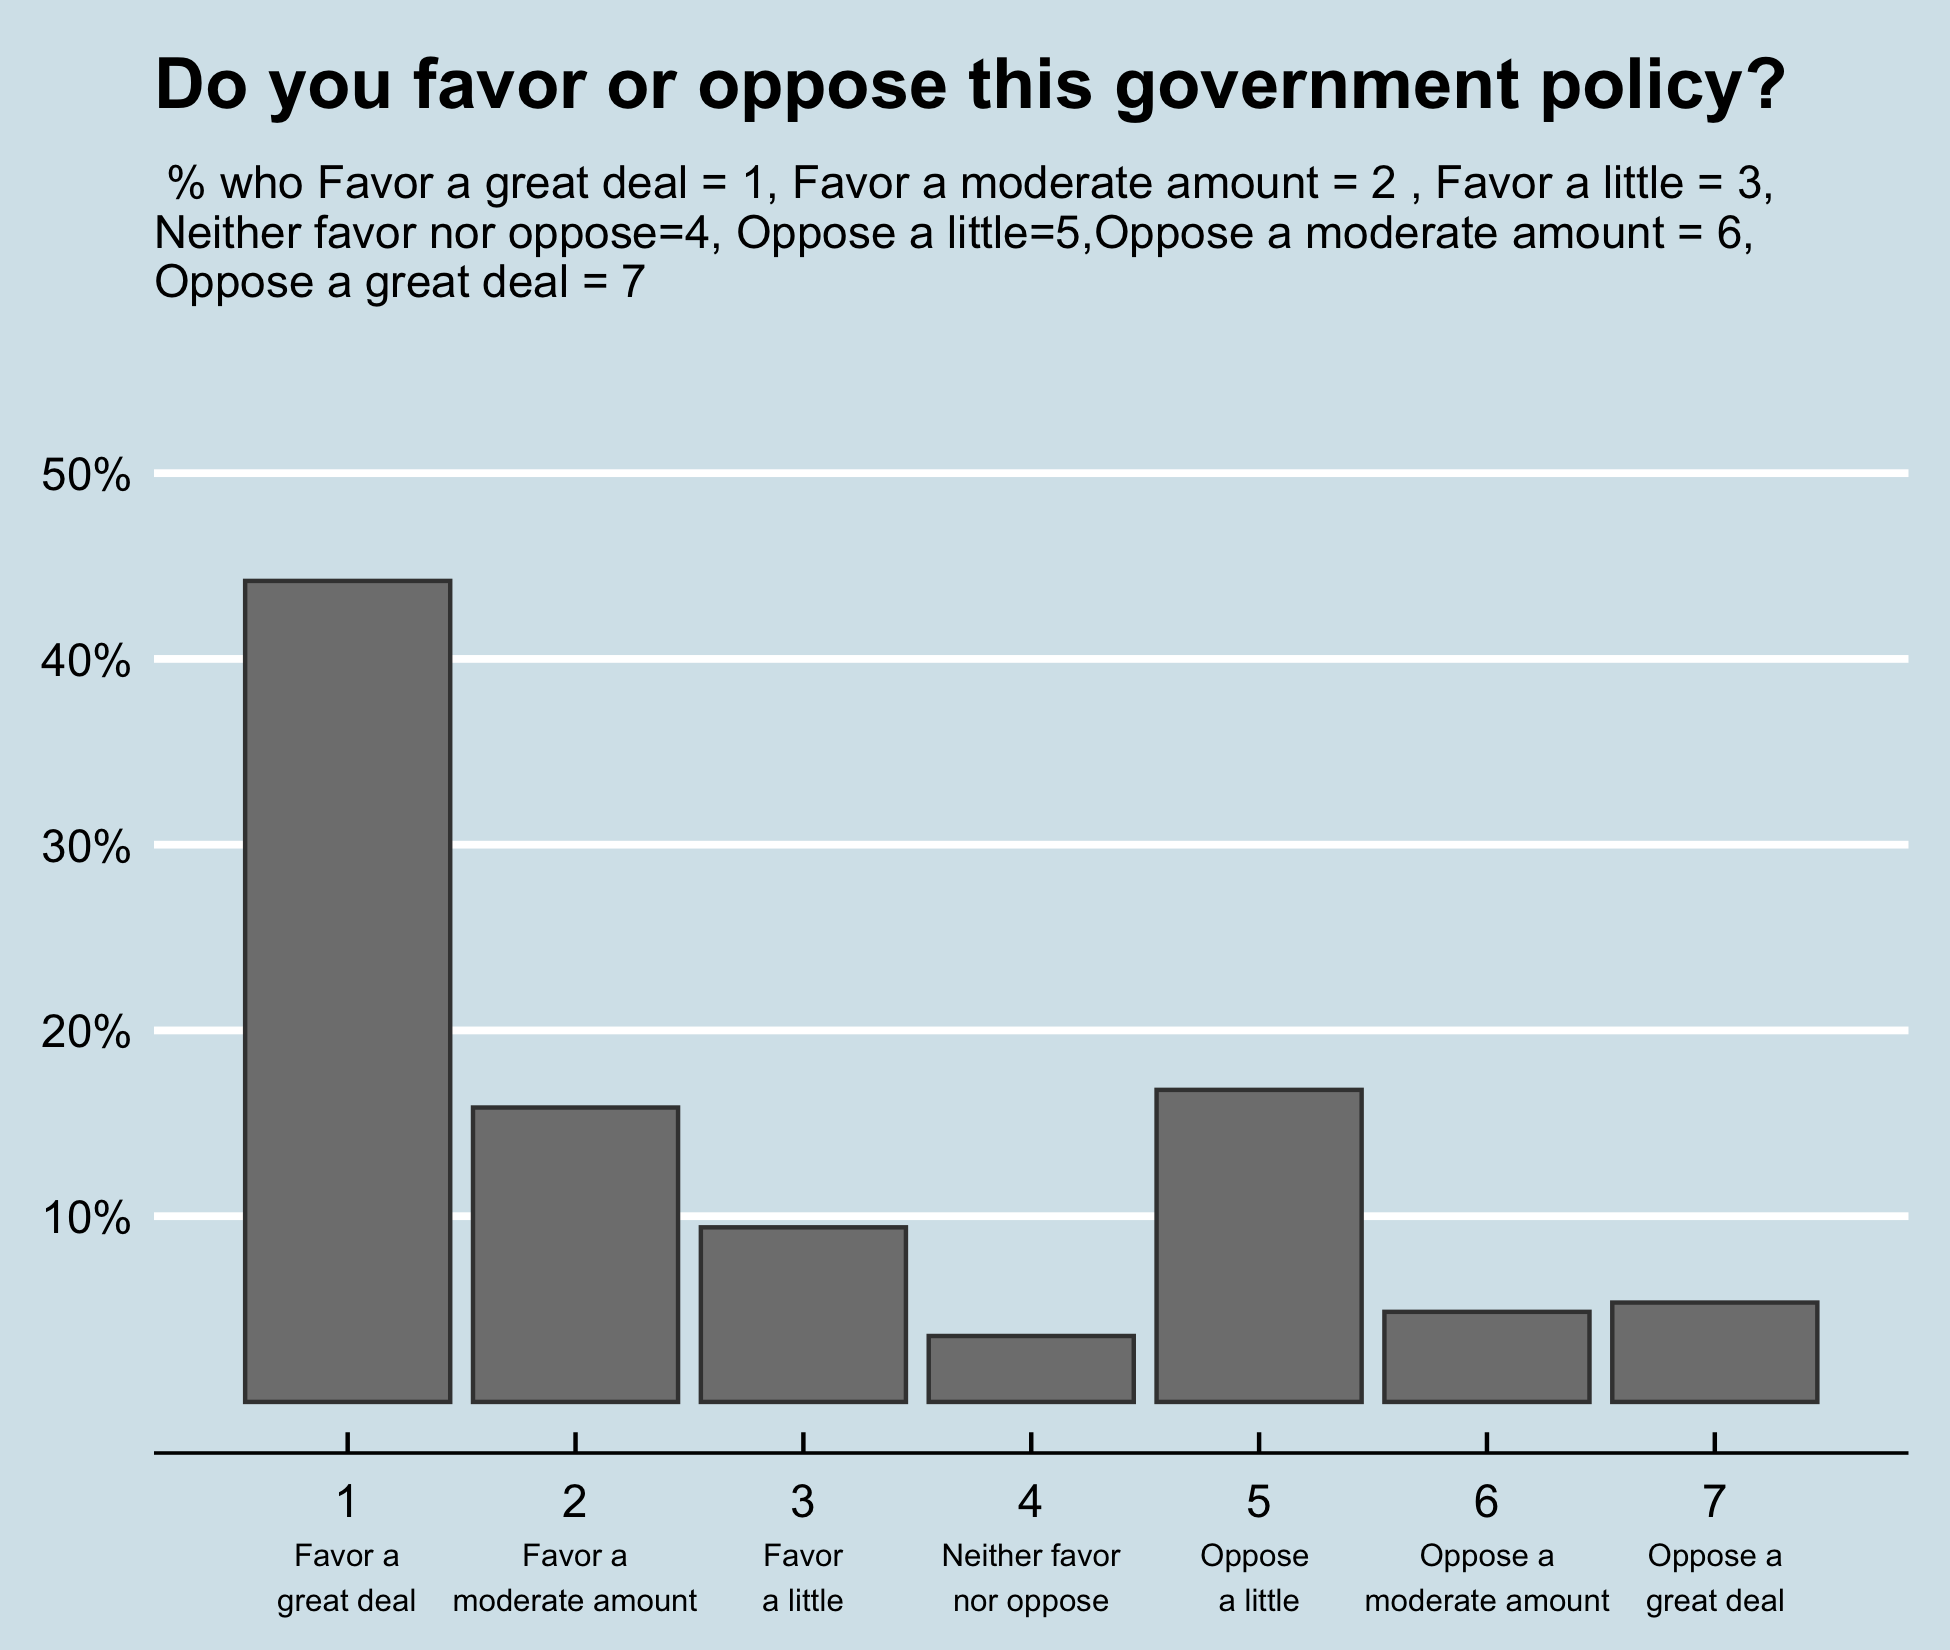 Do you favor or oppose this government policy?
% who Favor a great deal = 1, Favor a moderate amount = 2 , Favor a little = 3,
Neither favor nor oppose=4, Oppose a little=5,Oppose a moderate amount = 6,
Oppose a great deal = 7
50%
40%
30%
20%
10%
1 2 3 4 5 6 7
Favor a Favor a Favor Neither favor Oppose Oppose a Oppose a
great deal moderate amount a little nor oppose a little moderate amount great deal